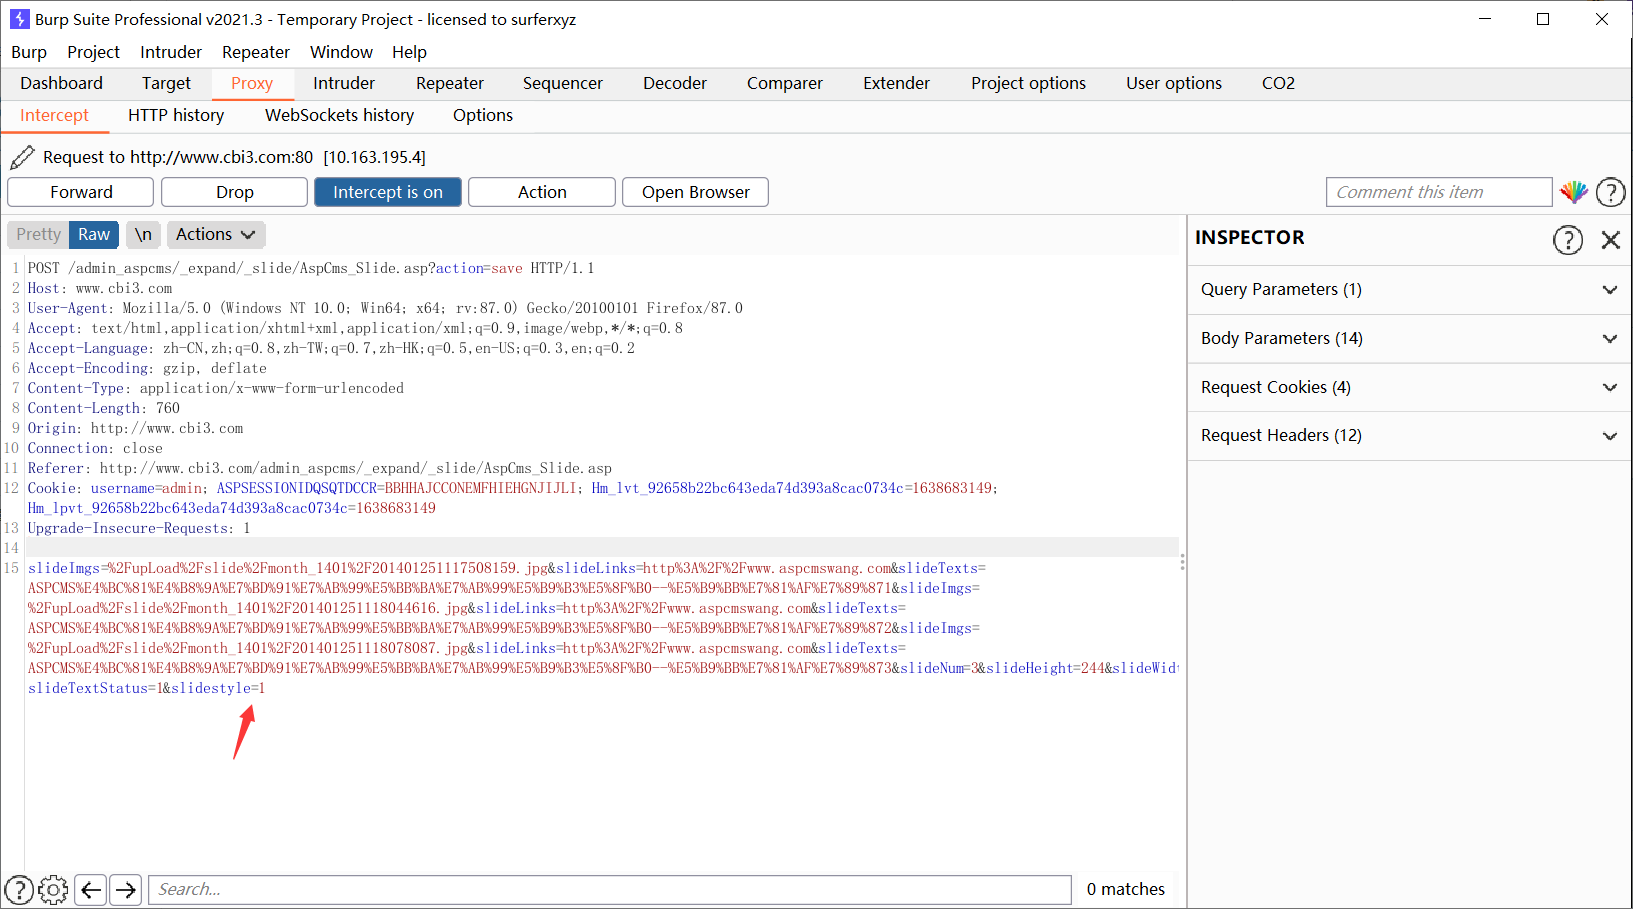 Burp Suite Professional v2021.3 - Temporary Project - licensed to surferxyz
Burp Project Intruder Repeater Window Help
Dashboard Target Proxy Intruder Repeater Sequencer Decoder Comparer Extender Project options User options CO2
Intercept HTTP history WebSockets history Options
Request to http://www.cbi3.com:80 [10.163.195.4]
Forward Drop Intercept is on Action Open Browser Comment this item ?
Pretty Raw \n Actions
INSPECTOR ?
Query Parameters (1)
Body Parameters (14)
Request Cookies (4)
Request Headers (12)
1 POST /admin_aspcms/_expand/_slide/AspCms_Slide.asp?action=save HTTP/1.1
2 Host: www.cbi3.com
3 User-Agent: Mozilla/5.0 (Windows NT 10.0; Win64; x64; rv:87.0) Gecko/20100101 Firefox/87.0
4 Accept: text/html,application/xhtml+xml,application/xml;q=0.9,image/webp,*/*;q=0.8
5 Accept-Language: zh-CN,zh;q=0.8,zh-TW;q=0.7,zh-HK;q=0.5,en-US;q=0.3,en;q=0.2
6 Accept-Encoding: gzip, deflate
7 Content-Type: application/x-www-form-urlencoded
8 Content-Length: 760
9 Origin: http://www.cbi3.com
10 Connection: close
11 Referer: http://www.cbi3.com/admin_aspcms/_expand/_slide/AspCms_Slide.asp
12 Cookie: username=admin; ASPSESSIONIDQSQTDCCR=BBHHAJCCONEMFHIEHGNJIJLI; Hm_lvt_92658b22bc643eda74d393a8cac0734c=1638683149;
Hm_lpvt_92658b22bc643eda74d393a8cac0734c=1638683149
13 Upgrade-Insecure-Requests: 1
14
15 slideImgs=%2FupLoad%2Fslide%2Fmonth_1401%2F201401251117508159.jpg&slideLinks=http%3A%2F%2Fwww.aspcmswang.com&slideTexts=
ASPCMS%E4%BC%81%E4%B8%9A%E7%BD%91%E7%AB%99%E5%BB%BA%E7%AB%99%E5%B9%B3%E5%8F%B0--%E5%B9%BB%E7%81%AF%E7%89%871&slideImgs=
%2FupLoad%2Fslide%2Fmonth_1401%2F201401251118044616.jpg&slideLinks=http%3A%2F%2Fwww.aspcmswang.com&slideTexts=
ASPCMS%E4%BC%81%E4%B8%9A%E7%BD%91%E7%AB%99%E5%BB%BA%E7%AB%99%E5%B9%B3%E5%8F%B0--%E5%B9%BB%E7%81%AF%E7%89%872&slideImgs=
%2FupLoad%2Fslide%2Fmonth_1401%2F201401251118078087.jpg&slideLinks=http%3A%2F%2Fwww.aspcmswang.com&slideTexts=
ASPCMS%E4%BC%81%E4%B8%9A%E7%BD%91%E7%AB%99%E5%BB%BA%E7%AB%99%E5%B9%B3%E5%8F%B0--%E5%B9%BB%E7%81%AF%E7%89%873&slideNum=3&slideHeight=244&slideWid
slideTextStatus=1&slidestyle=1
? Search... 0 matches